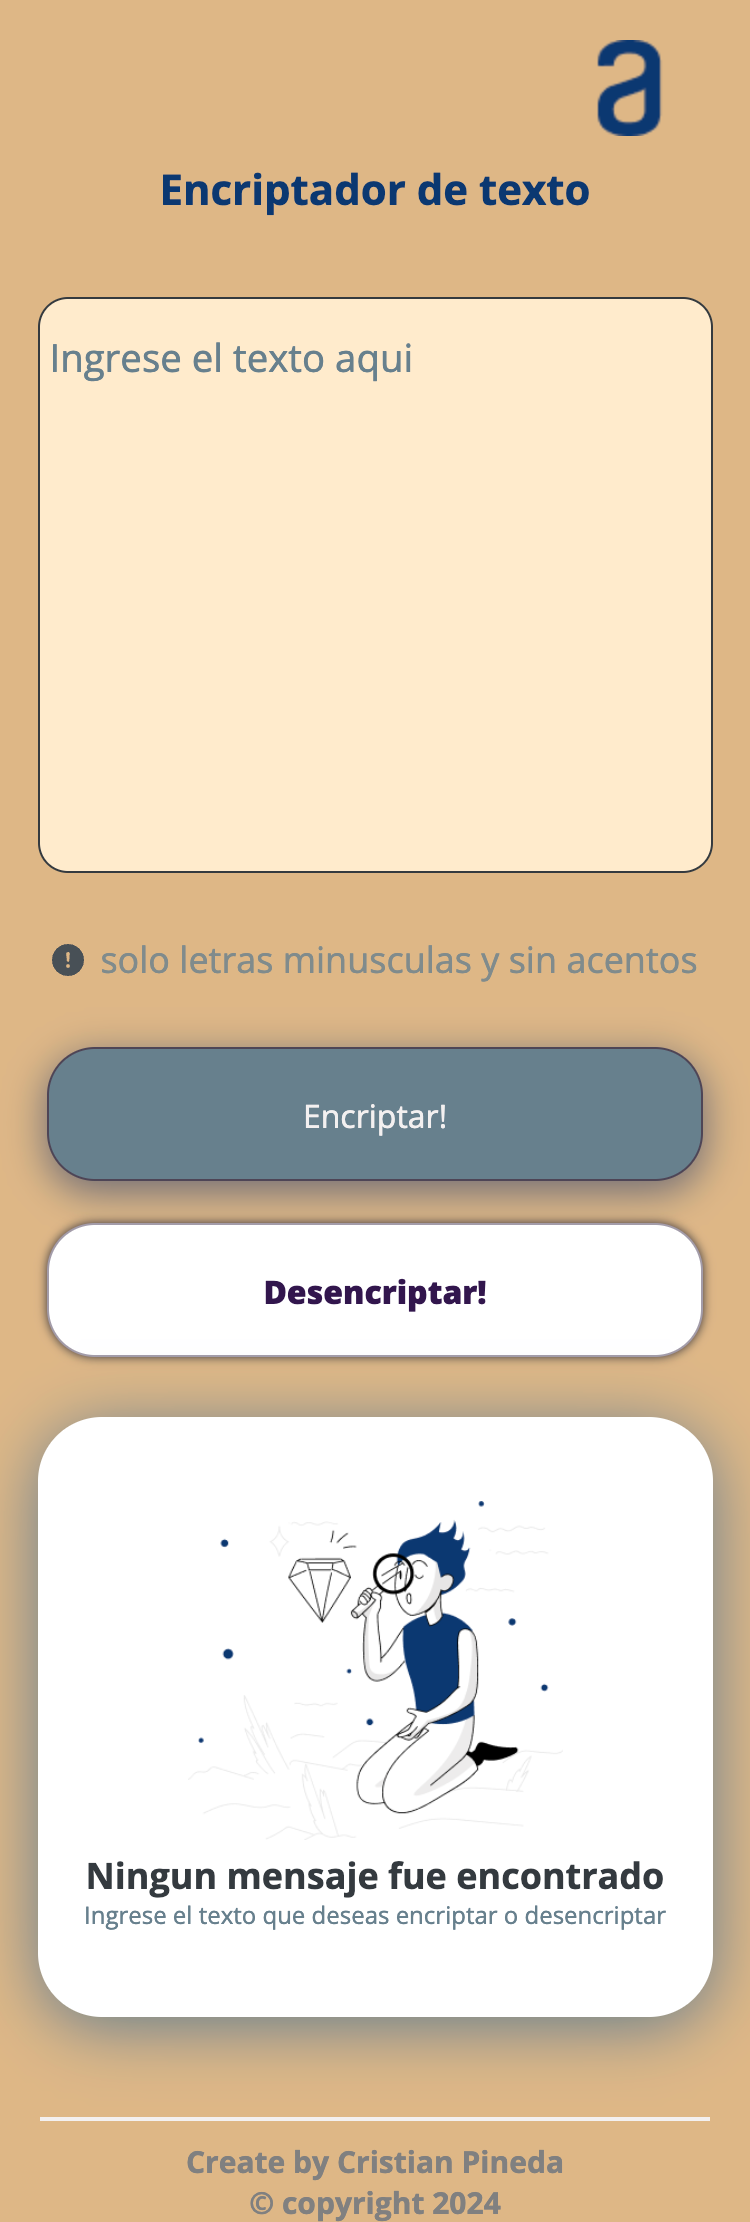 a
Encriptador de texto
Ingrese el texto aqui
solo letras minusculas y sin acentos
Encriptar!
Desencriptar!
Ningun mensaje fue encontrado
Ingrese el texto que deseas encriptar o desencriptar
Create by Cristian Pineda
© copyright 2024